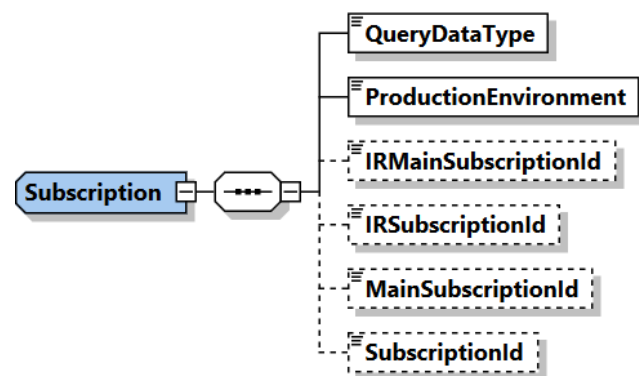 QueryDataType
ProductionEnvironment
IRMainSubscriptionId
Subscription
IRSubscriptionId
MainSubscriptionId
SubscriptionId